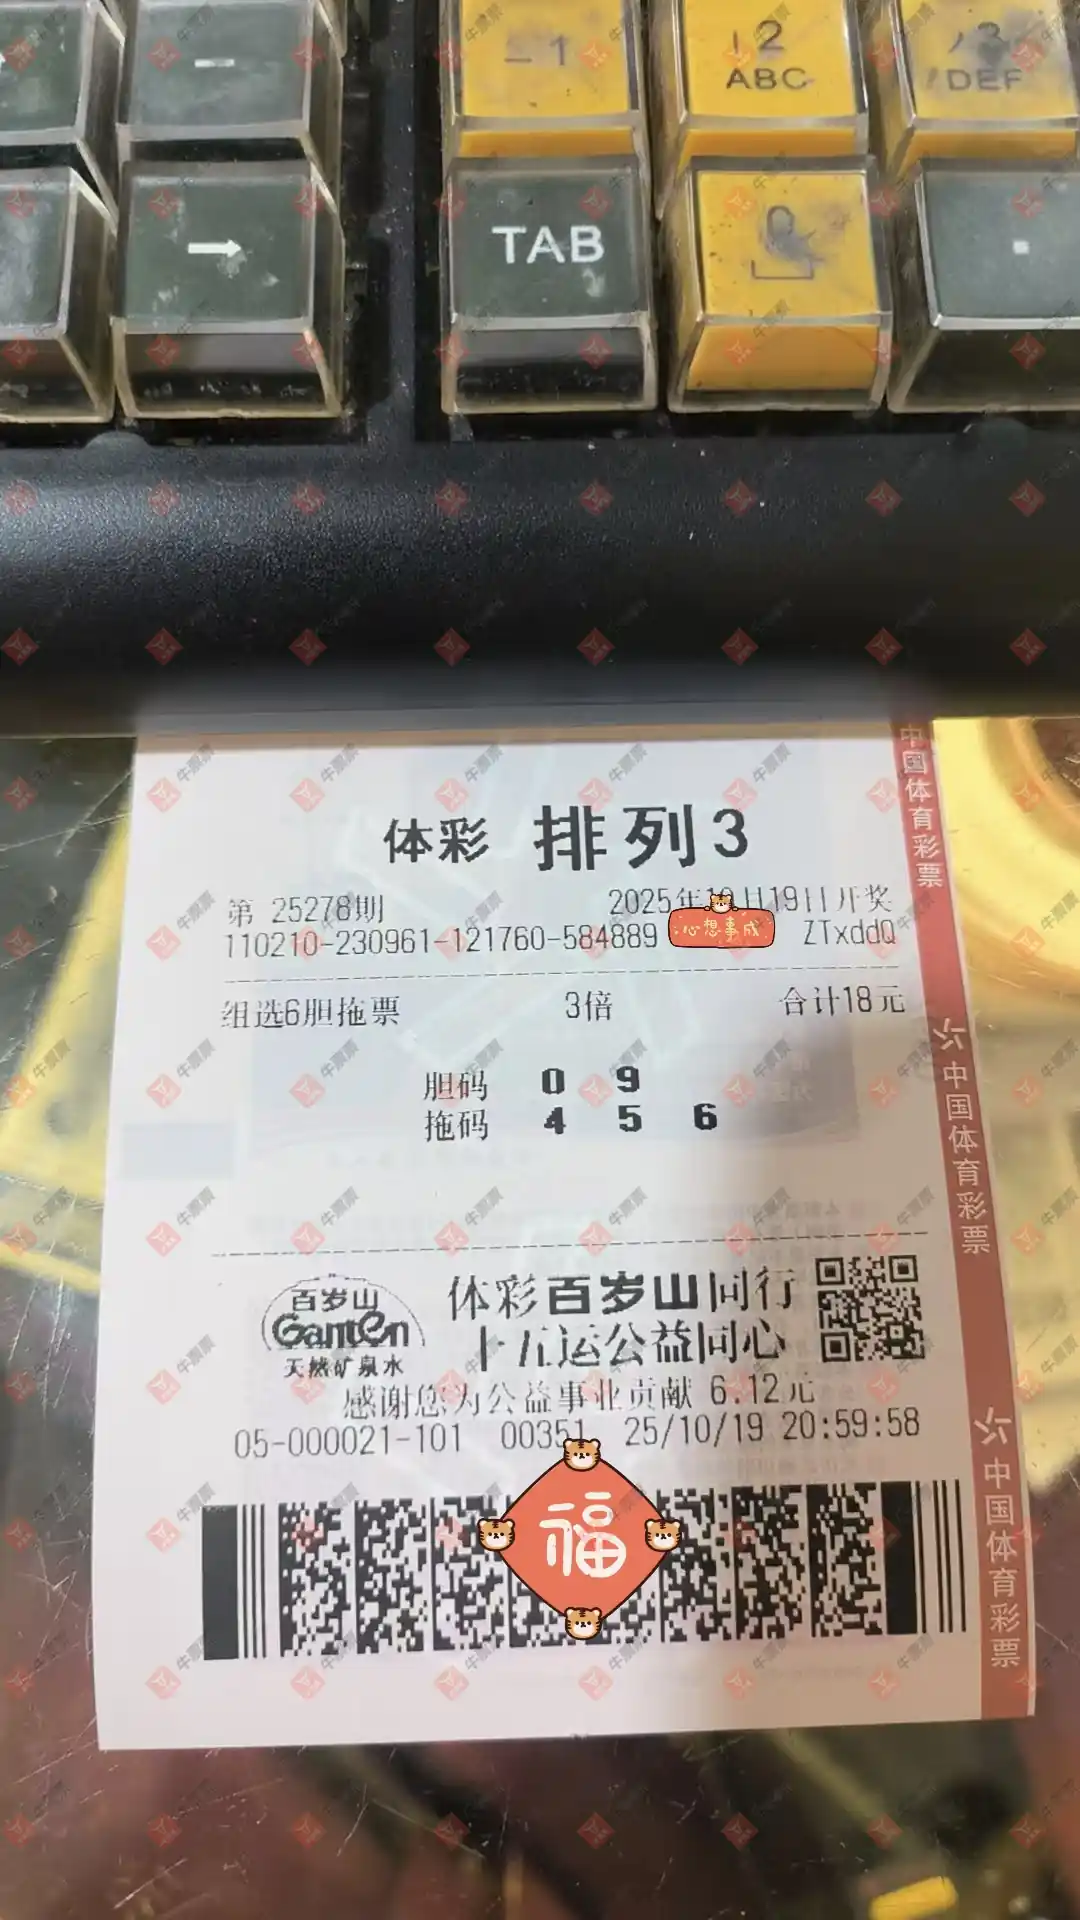 1
2
ABC
3
DEF
TAB
中国体育彩票
体彩 排列3
第 25278期 2025年10月19日开奖
110210-230961-121760-584889 心想事成 ZTxddQ
组选6胆拖票 3倍 合计18元
胆码 0 9
拖码 4 5 6
中国体育彩票
百岁山
Ganten
天然矿泉水
体彩百岁山同行
十五运公益同心
感谢您为公益事业贡献 6.12元
05-000021-101 00351 25/10/19 20:59:58
福
中国体育彩票
牛票票